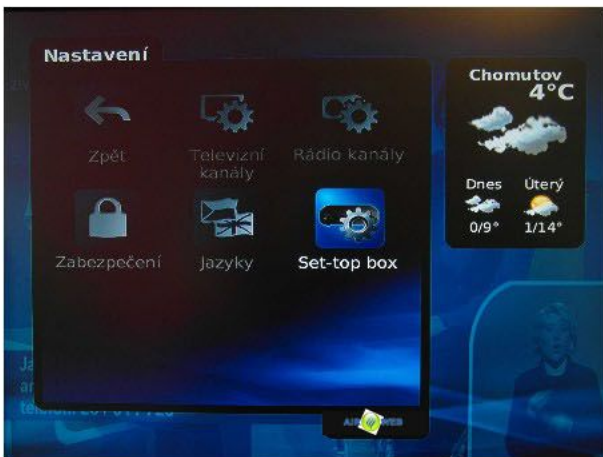 Nastavení
Zpět
Televizní
kanály
Rádio kanály
Zabezpečení
Jazyky
Set-top box
Chomutov
4°C
Dnes
Úterý
0/9°
1/14°